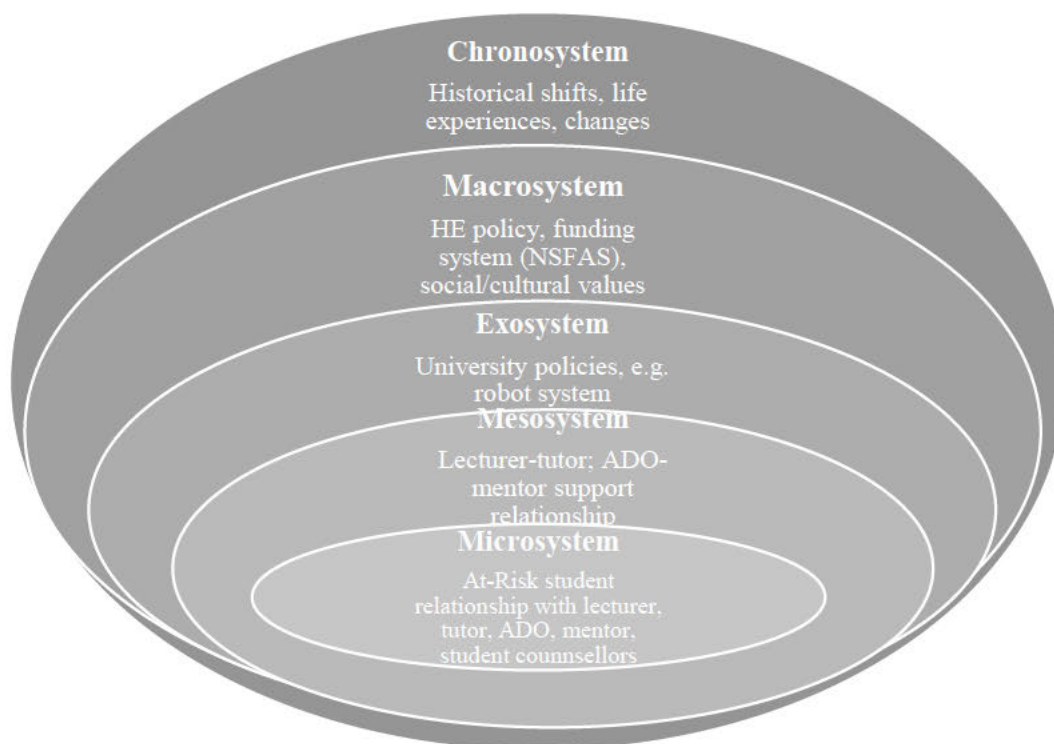 Chronosystem
Historical shifts, life
experiences, changes
Macrosystem
HE policy, funding
system (NSFAS),
social/cultural values
Exosystem
University policies, e.g.
robot system
Mesosystem
Lecturer-tutor; ADO-
mentor support
relationship
Microsystem
At-Risk student
relationship with lecturer,
tutor, ADO, mentor,
student counnsellors